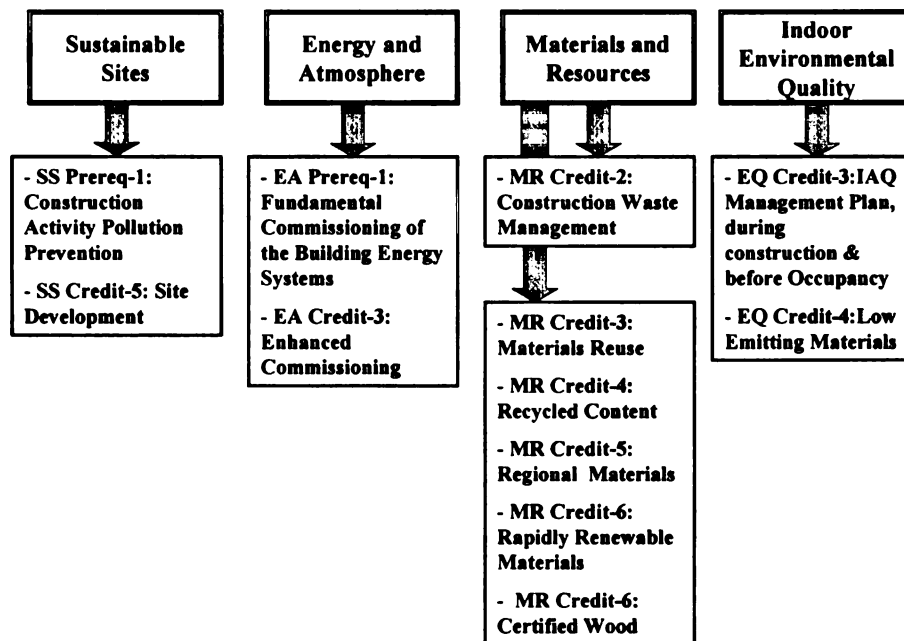 Sustainable
Sites
Energy and
Atmosphere
Materials and
Resources
Indoor
Environmental
Quality
- SS Prereq-1:
Construction
Activity Pollution
Prevention
- SS Credit-5: Site
Development
- EA Prereq-1:
Fundamental
Commissioning of
the Building Energy
Systems
- EA Credit-3:
Enhanced
Commissioning
- MR Credit-2:
Construction Waste
Management
- MR Credit-3:
Materials Reuse
- MR Credit-4:
Recycled Content
- MR Credit-5:
Regional Materials
- MR Credit-6:
Rapidly Renewable
Materials
- MR Credit-6:
Certified Wood
- EQ Credit-3:IAQ
Management Plan,
during
construction &
before Occupancy
- EQ Credit-4:Low
Emitting Materials